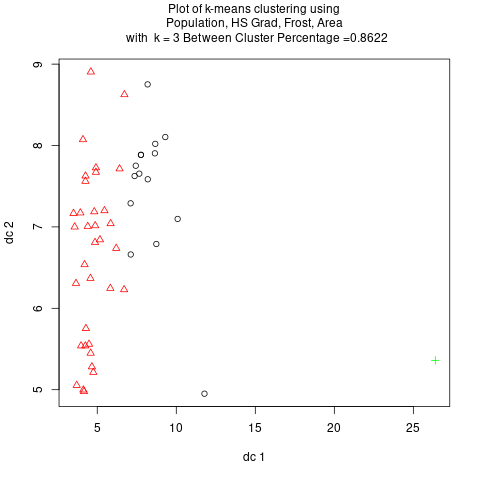 Plot of k-means clustering using
Population, HS Grad, Frost, Area
with k = 3 Between Cluster Percentage =0.8622
9
8
7
6
5
dc 2
5 10 15 20 25
dc 1